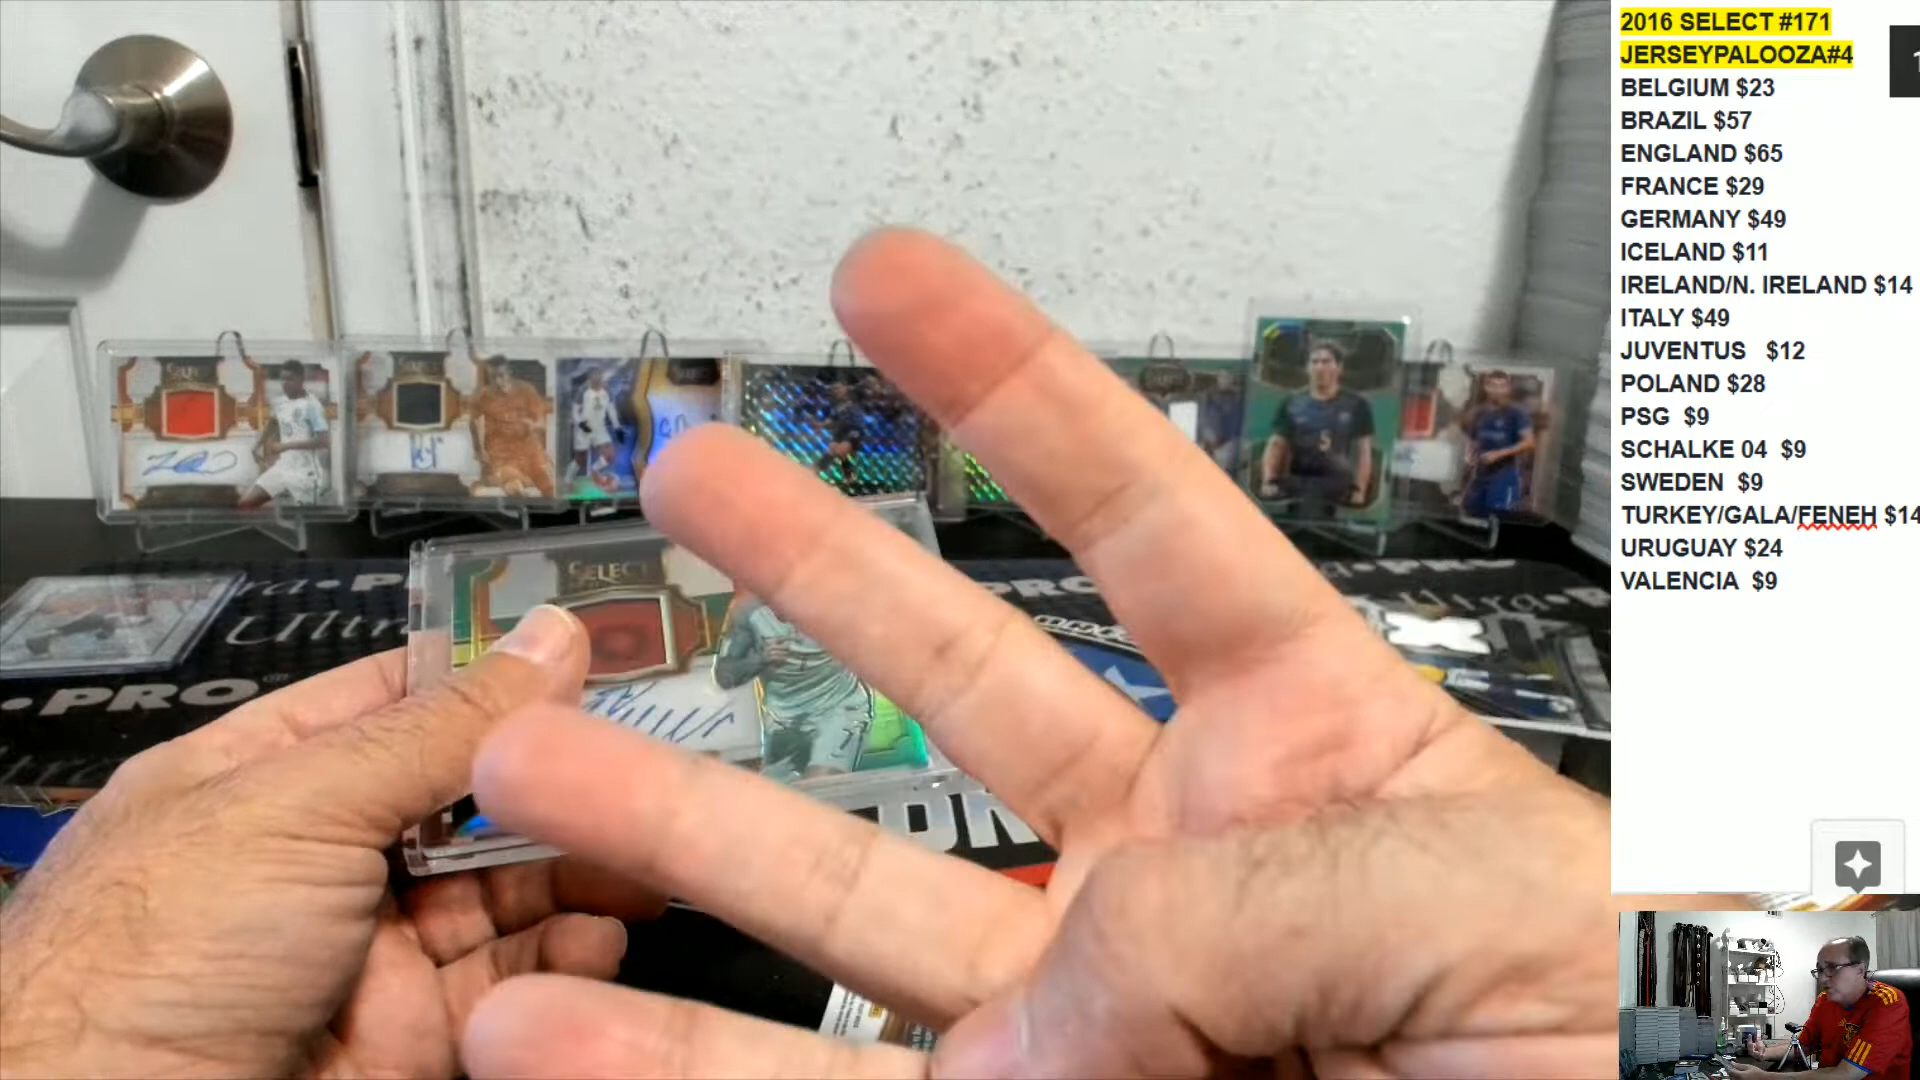 2016 SELECT #171
JERSEYPALOOZA#4
BELGIUM $23
BRAZIL $57
ENGLAND $65
FRANCE $29
GERMANY $49
ICELAND $11
IRELAND/N. IRELAND $14
ITALY $49
JUVENTUS $12
POLAND $28
PSG $9
SCHALKE 04 $9
SWEDEN $9
TURKEY/GALA/FENEH $14
URUGUAY $24
VALENCIA $9
SELECT
Ultra
PRO